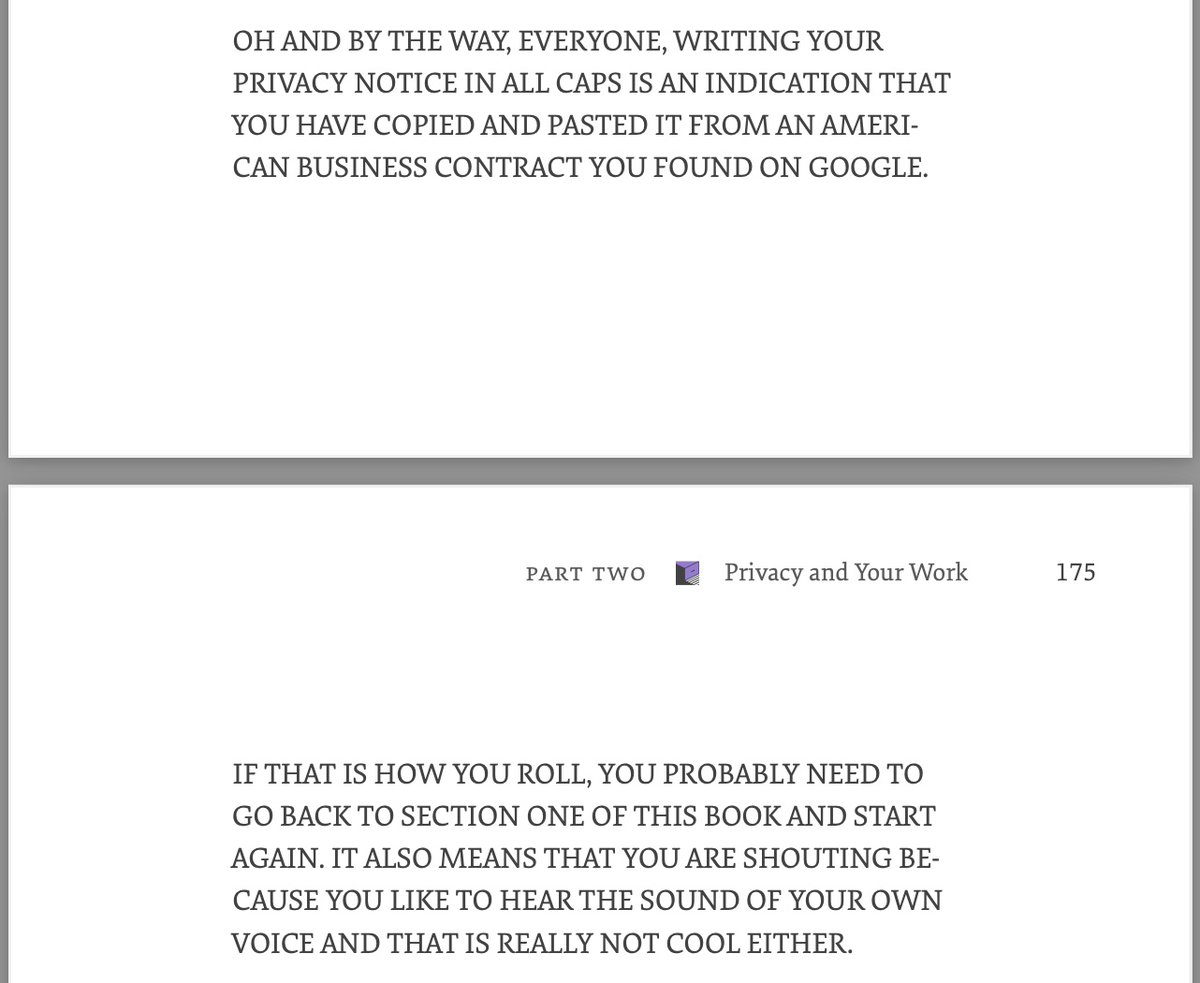 OH AND BY THE WAY, EVERYONE, WRITING YOUR
PRIVACY NOTICE IN ALL CAPS IS AN INDICATION THAT
YOU HAVE COPIED AND PASTED IT FROM AN AMERI-
CAN BUSINESS CONTRACT YOU FOUND ON GOOGLE.
PART TWO Privacy and Your Work 175
IF THAT IS HOW YOU ROLL, YOU PROBABLY NEED TO
GO BACK TO SECTION ONE OF THIS BOOK AND START
AGAIN. IT ALSO MEANS THAT YOU ARE SHOUTING BE-
CAUSE YOU LIKE TO HEAR THE SOUND OF YOUR OWN
VOICE AND THAT IS REALLY NOT COOL EITHER.